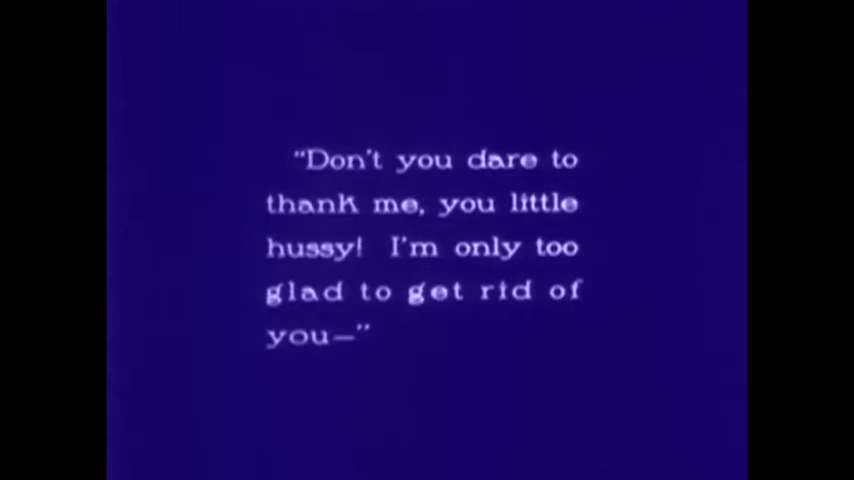 "Don't you dare to
thank me, you little
hussy! I'm only too
glad to get rid of
you—"